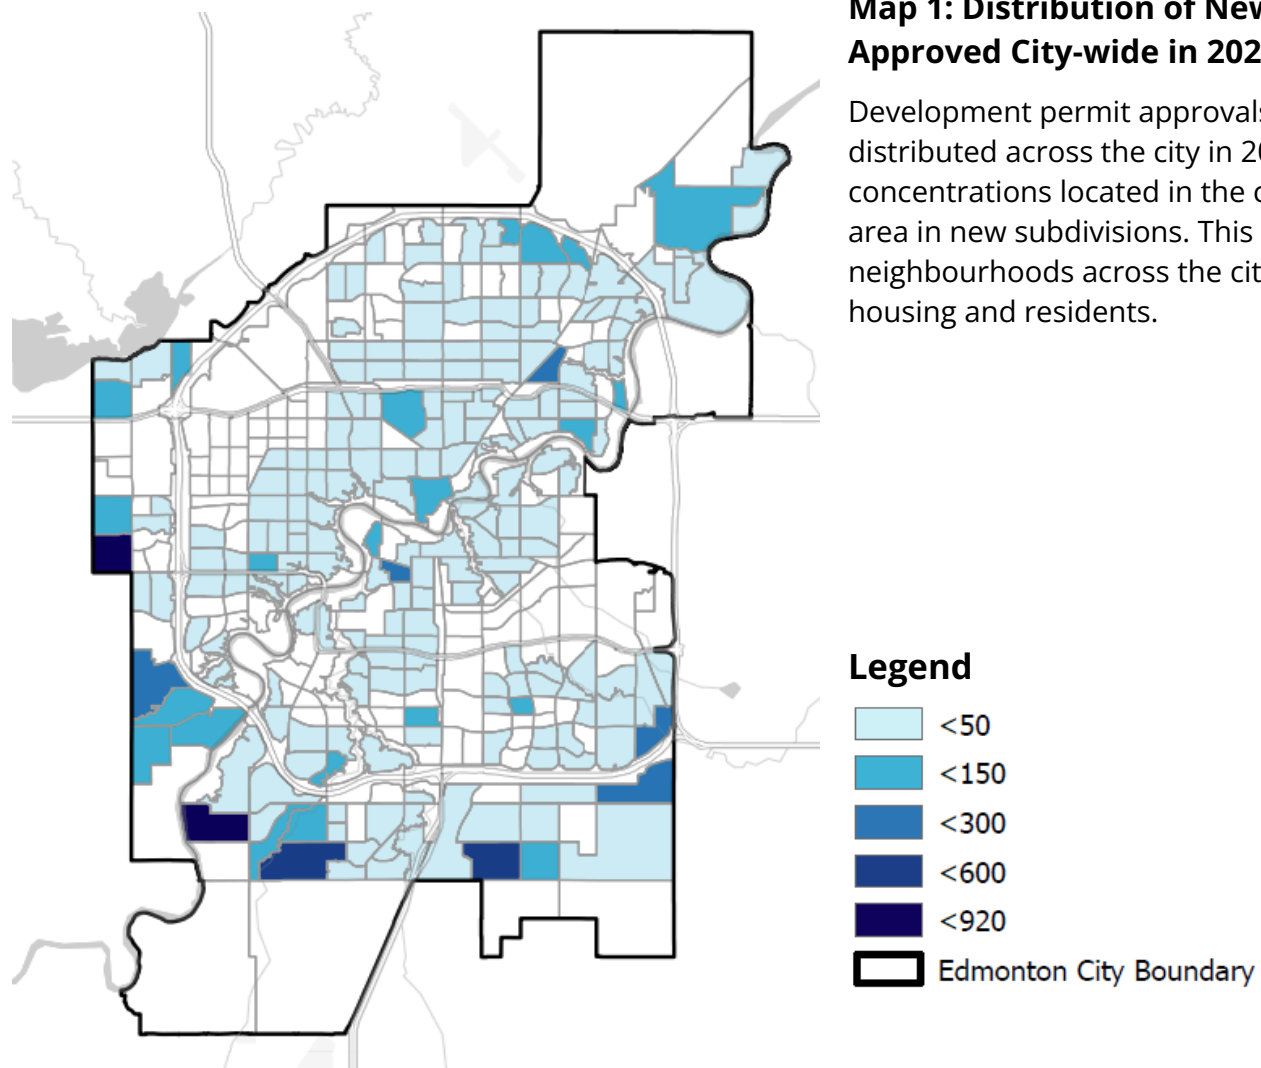 Map 1: Distribution of New
Approved City-wide in 202
Development permit approvals
distributed across the city in 20
concentrations located in the
area in new subdivisions. This
neighbourhoods across the cit
housing and residents.
Legend
<50
<150
<300
<600
<920
Edmonton City Boundary